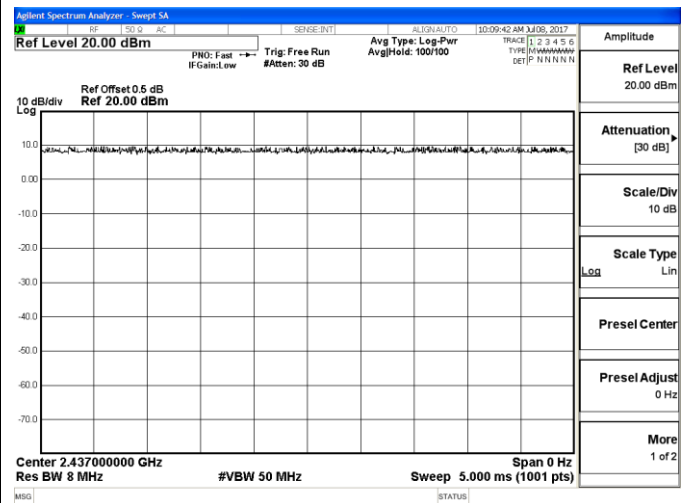 Agilent Spectrum Analyzer - Swept SA
LXI RF 50 Ω AC SENSE:INT ALIGN AUTO 10:09:42 AM Jul 08, 2017
Ref Level 20.00 dBm
PNO: Fast
IFGain:Low
Trig: Free Run
#Atten: 30 dB
Avg Type: Log-Pwr
Avg|Hold: 100/100
TRACE 1 2 3 4 5 6
TYPE M
DET P N N N N N
Ref Offset 0.5 dB
10 dB/div Ref 20.00 dBm
Log
10.0
0.00
-10.0
-20.0
-30.0
-40.0
-50.0
-60.0
-70.0
Center 2.437000000 GHz Span 0 Hz
Res BW 8 MHz #VBW 50 MHz Sweep 5.000 ms (1001 pts)
MSG STATUS
Amplitude
Ref Level
20.00 dBm
Attenuation
[30 dB]
Scale/Div
10 dB
Scale Type
Log Lin
Presel Center
Presel Adjust
0 Hz
More
1 of 2